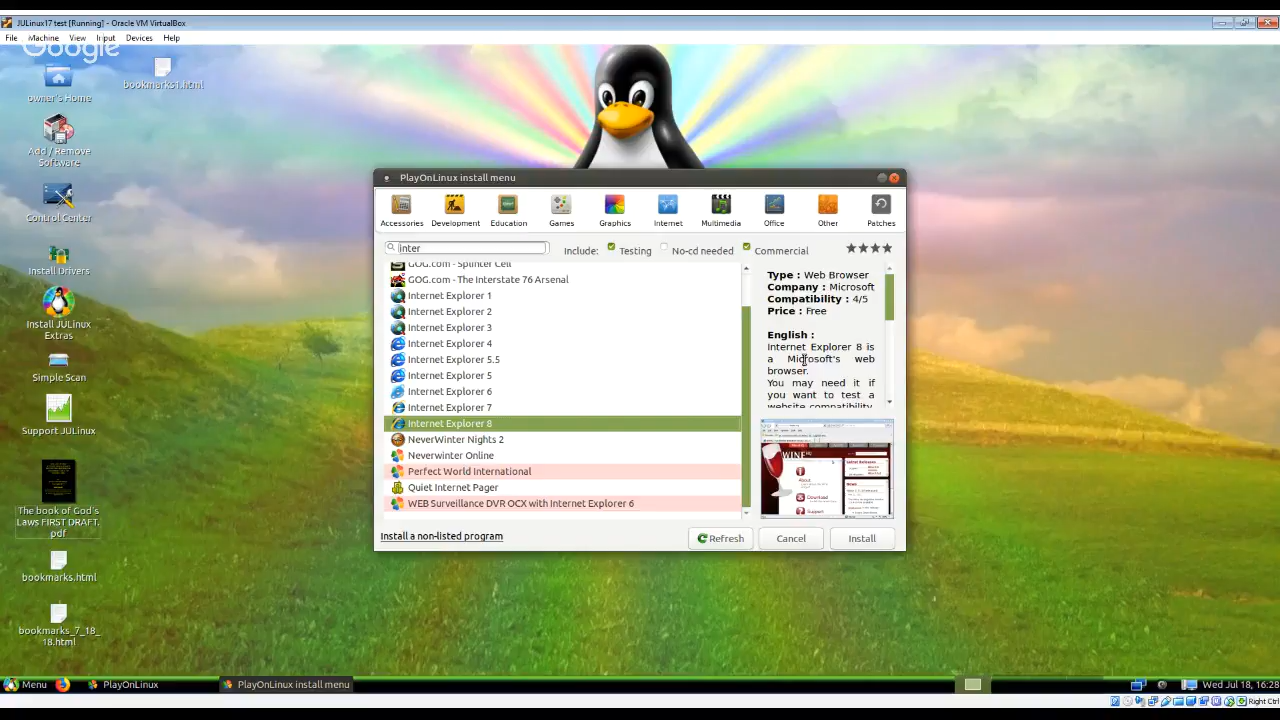 JULinux17 test [Running] - Oracle VM VirtualBox
File Machine View Input Devices Help
Google
owner's Home
bookmarks1.html
Add / Remove
Software
Control Center
Install Drivers
Install JULinux
Extras
Simple Scan
Support JULinux
The book of God's
Laws FIRST DRAFT.
pdf
bookmarks.html
bookmarks_7_18_
18.html
PlayOnLinux install menu
Accessories Development Education Games Graphics Internet Multimedia Office Other Patches
inter
Include: Testing No-cd needed Commercial
GOG.com - Splinter Cell
GOG.com - The Interstate 76 Arsenal
Internet Explorer 1
Internet Explorer 2
Internet Explorer 3
Internet Explorer 4
Internet Explorer 5.5
Internet Explorer 5
Internet Explorer 6
Internet Explorer 7
Internet Explorer 8
NeverWinter Nights 2
Neverwinter Online
Perfect World International
Quiet Internet Pager
WEB Surveillance DVR OCX with Internet Explorer 6
Type : Web Browser
Company : Microsoft
Compatibility : 4/5
Price : Free
English :
Internet Explorer 8 is
a Microsoft's web
browser.
You may need it if
you want to test a
website compatibility
WINE
About
Download
Support
Install a non-listed program
Refresh Cancel Install
Menu PlayOnLinux PlayOnLinux install menu Wed Jul 18, 16:28
Right Ctrl